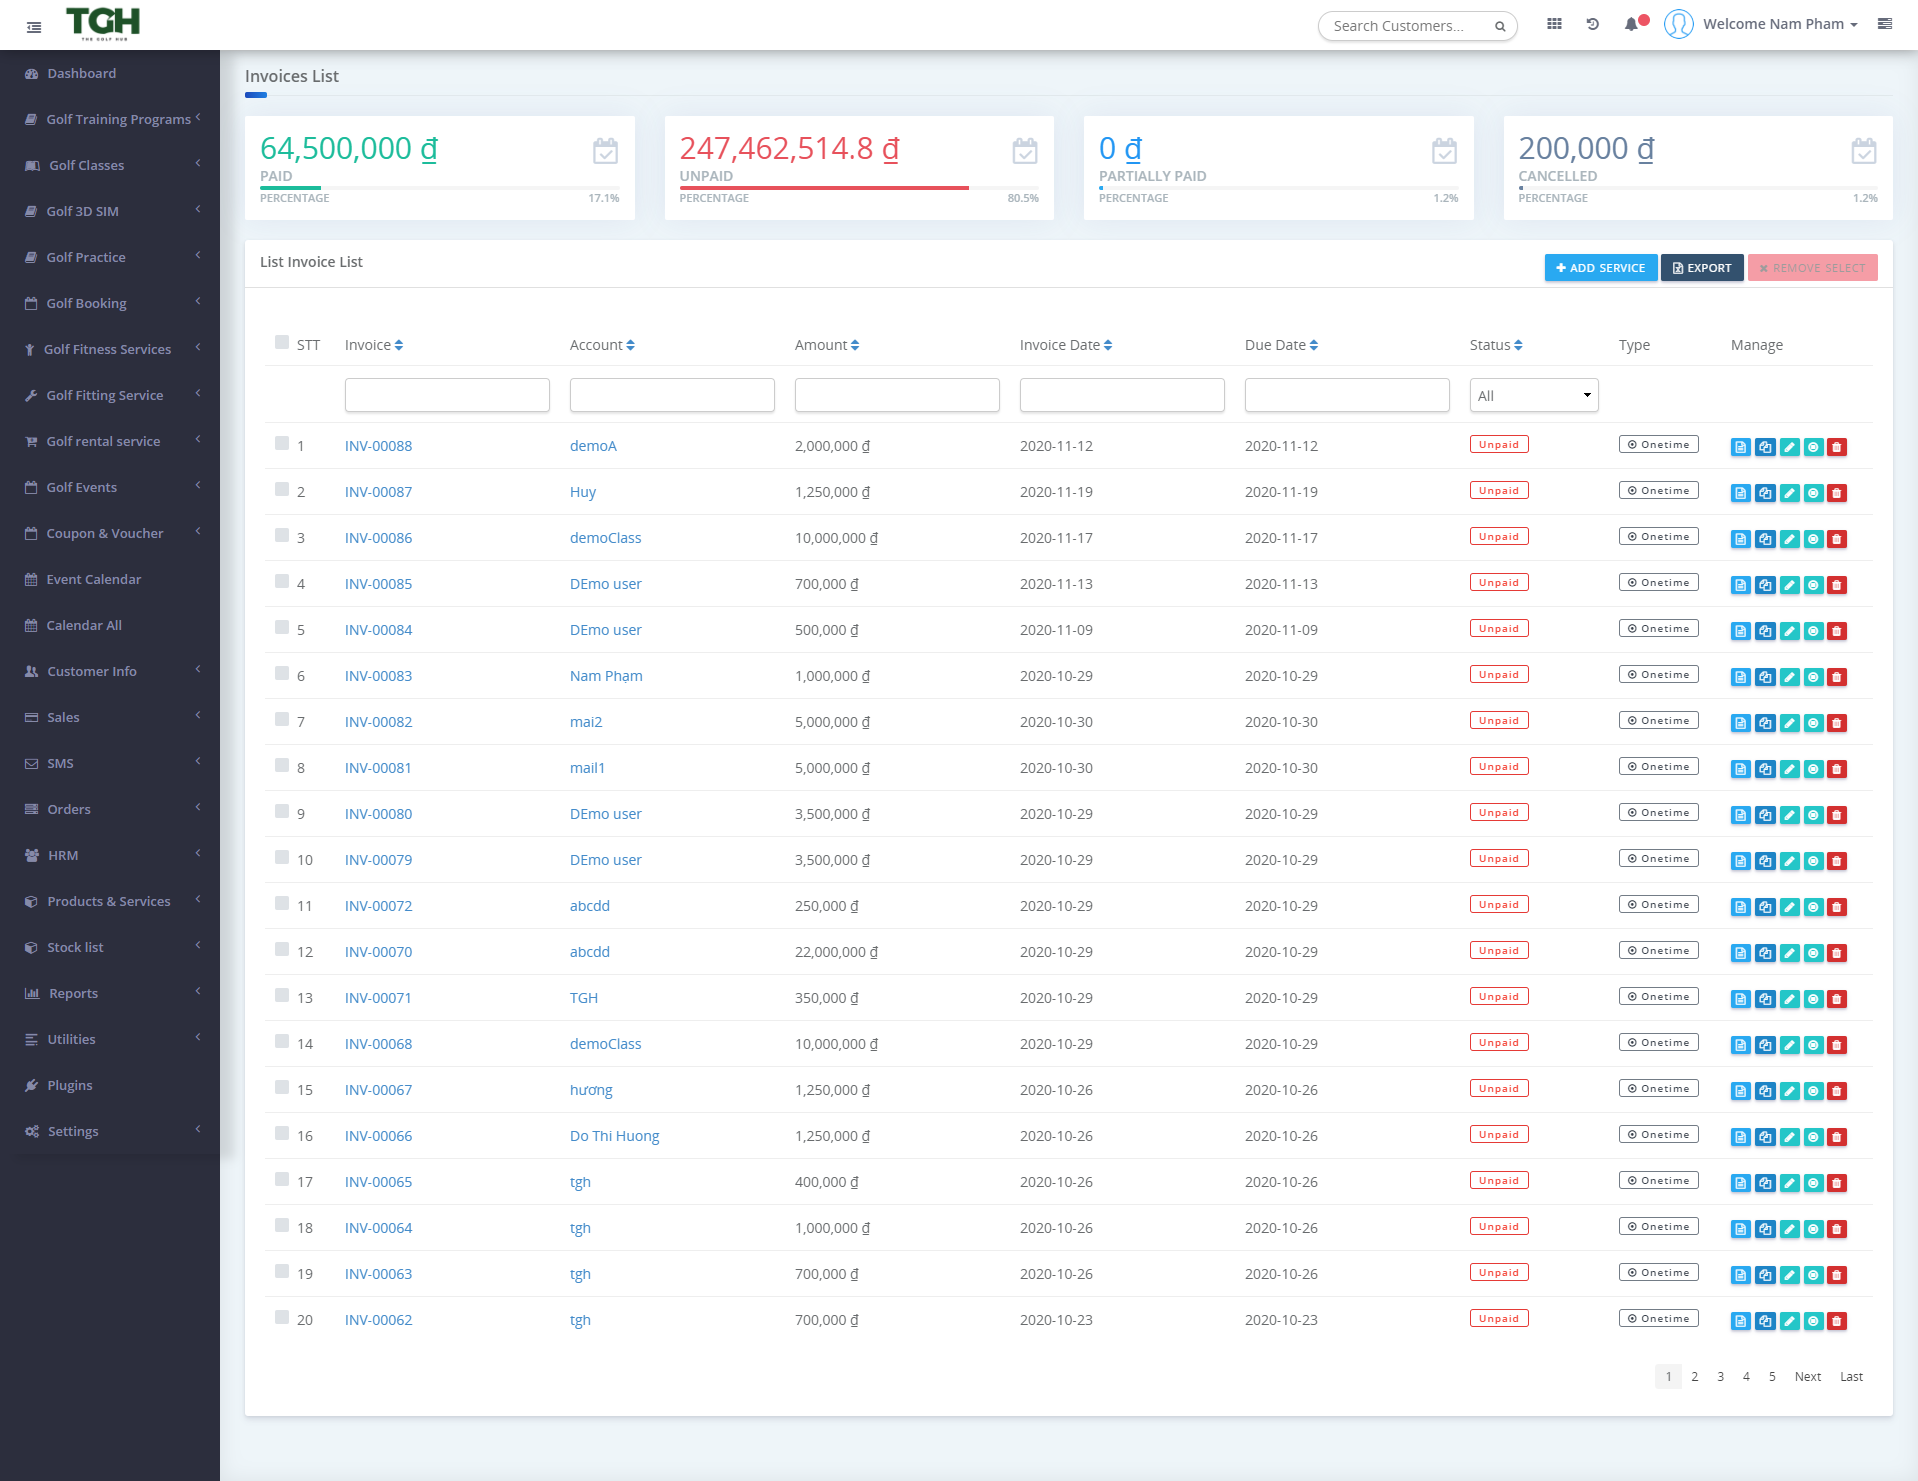 TGH
THE GOLF HUB
Search Customers...
Welcome Nam Pham
Dashboard
Golf Training Programs
Golf Classes
Golf 3D SIM
Golf Practice
Golf Booking
Golf Fitness Services
Golf Fitting Service
Golf rental service
Golf Events
Coupon & Voucher
Event Calendar
Calendar All
Customer Info
Sales
SMS
Orders
HRM
Products & Services
Stock list
Reports
Utilities
Plugins
Settings
Invoices List
64,500,000 ₫
PAID
PERCENTAGE 17.1%
247,462,514.8 ₫
UNPAID
PERCENTAGE 80.5%
0 ₫
PARTIALLY PAID
PERCENTAGE 1.2%
200,000 ₫
CANCELLED
PERCENTAGE 1.2%
List Invoice List
ADD SERVICE EXPORT REMOVE SELECT
STT Invoice Account Amount Invoice Date Due Date Status Type Manage
All
1 INV-00088 demoA 2,000,000 ₫ 2020-11-12 2020-11-12 Unpaid Onetime
2 INV-00087 Huy 1,250,000 ₫ 2020-11-19 2020-11-19 Unpaid Onetime
3 INV-00086 demoClass 10,000,000 ₫ 2020-11-17 2020-11-17 Unpaid Onetime
4 INV-00085 DEmo user 700,000 ₫ 2020-11-13 2020-11-13 Unpaid Onetime
5 INV-00084 DEmo user 500,000 ₫ 2020-11-09 2020-11-09 Unpaid Onetime
6 INV-00083 Nam Phạm 1,000,000 ₫ 2020-10-29 2020-10-29 Unpaid Onetime
7 INV-00082 mai2 5,000,000 ₫ 2020-10-30 2020-10-30 Unpaid Onetime
8 INV-00081 mail1 5,000,000 ₫ 2020-10-30 2020-10-30 Unpaid Onetime
9 INV-00080 DEmo user 3,500,000 ₫ 2020-10-29 2020-10-29 Unpaid Onetime
10 INV-00079 DEmo user 3,500,000 ₫ 2020-10-29 2020-10-29 Unpaid Onetime
11 INV-00072 abcdd 250,000 ₫ 2020-10-29 2020-10-29 Unpaid Onetime
12 INV-00070 abcdd 22,000,000 ₫ 2020-10-29 2020-10-29 Unpaid Onetime
13 INV-00071 TGH 350,000 ₫ 2020-10-29 2020-10-29 Unpaid Onetime
14 INV-00068 demoClass 10,000,000 ₫ 2020-10-29 2020-10-29 Unpaid Onetime
15 INV-00067 hương 1,250,000 ₫ 2020-10-26 2020-10-26 Unpaid Onetime
16 INV-00066 Do Thi Huong 1,250,000 ₫ 2020-10-26 2020-10-26 Unpaid Onetime
17 INV-00065 tgh 400,000 ₫ 2020-10-26 2020-10-26 Unpaid Onetime
18 INV-00064 tgh 1,000,000 ₫ 2020-10-26 2020-10-26 Unpaid Onetime
19 INV-00063 tgh 700,000 ₫ 2020-10-26 2020-10-26 Unpaid Onetime
20 INV-00062 tgh 700,000 ₫ 2020-10-23 2020-10-23 Unpaid Onetime
1 2 3 4 5 Next Last